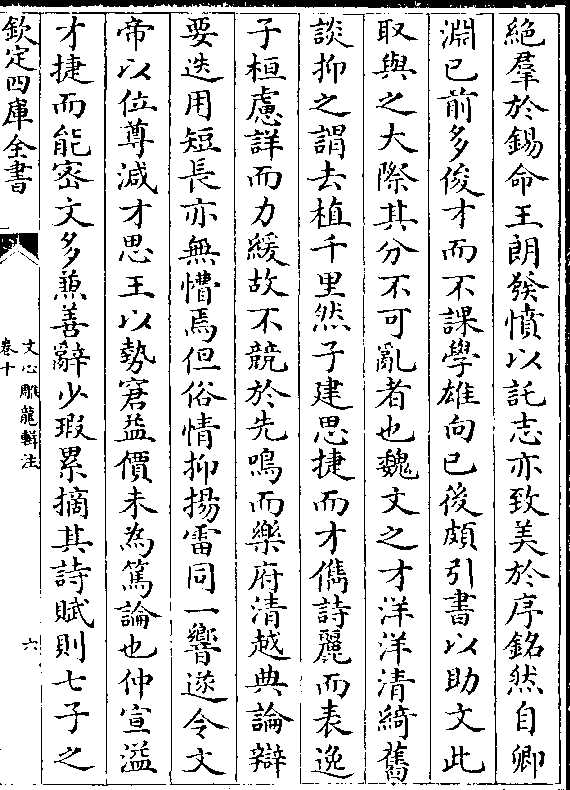 絶羣於錫命王朗發憤以託志亦致美於序銘然自卿
淵已前多俊才而不課學雄向已後頗引書以助文此
取與之大際其分不可亂者也魏文之才洋洋清綺舊
談抑之謂去植千里然子建思捷而才儁詩麗而表逸
子桓慮詳而力緩故不競於先鳴而樂府清越典論辯
要迭用短長亦無懵焉但俗情抑揚雷同一響遂令文
帝以位尊減才思王以勢窘益價未為篤論也仲宣溢
才捷而能密文多兼善辭少瑕累摘其詩賦則七子之
欽定四庫全書
文心雕龍輯注
卷十
六